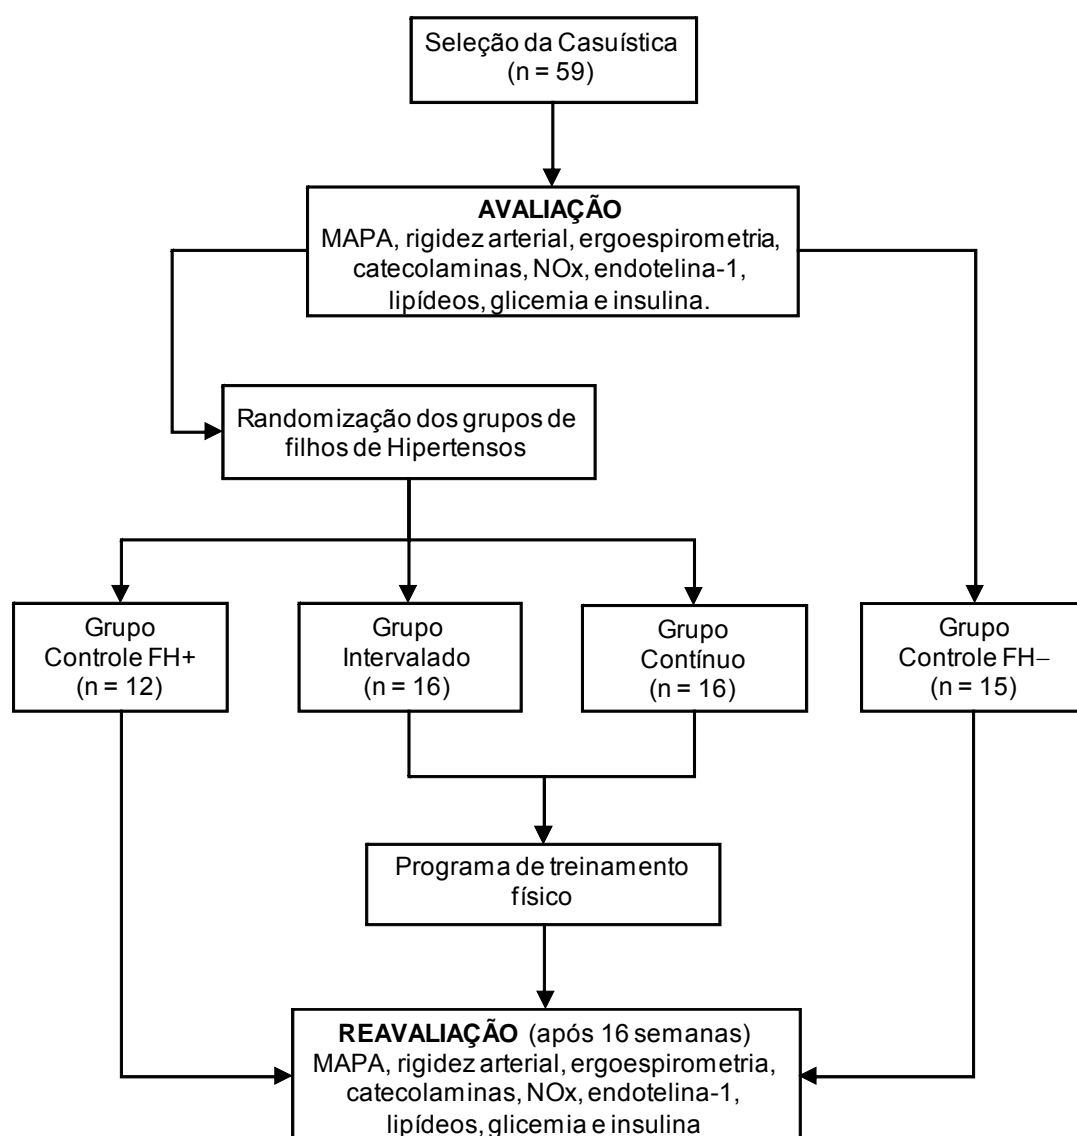 Seleção da Casuística
(n = 59)
AVALIAÇÃO
MAPA, rigidez arterial, ergoespirometria,
catecolaminas, NOx, endotelina-1,
lipídeos, glicemia e insulina.
Randomização dos grupos de
filhos de Hipertensos
Grupo
Controle FH+
(n = 12)
Grupo
Intervalado
(n = 16)
Grupo
Contínuo
(n = 16)
Grupo
Controle FH–
(n = 15)
Programa de treinamento
físico
REAVALIAÇÃO (após 16 semanas)
MAPA, rigidez arterial, ergoespirometria,
catecolaminas, NOx, endotelina-1,
lipídeos, glicemia e insulina